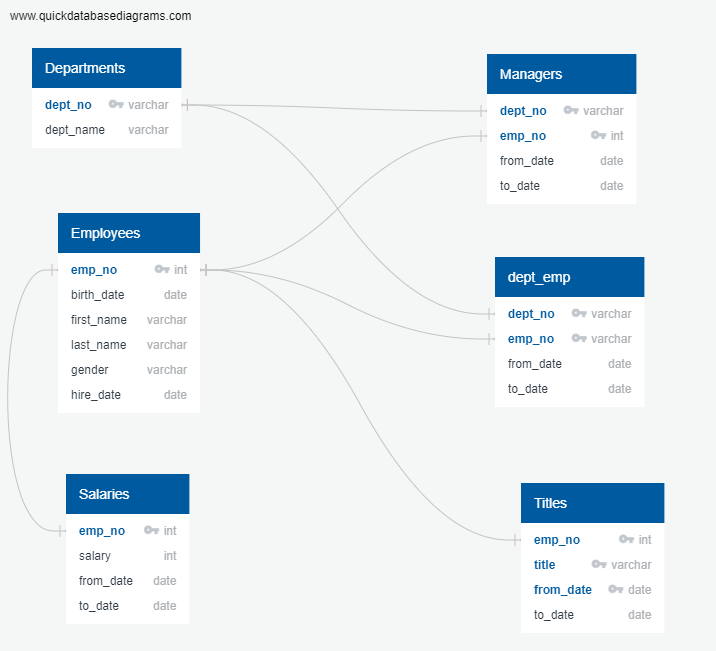 www.quickdatabasediagrams.com
Departments
dept_no varchar
dept_name varchar
Managers
dept_no varchar
emp_no int
from_date date
to_date date
Employees
emp_no int
birth_date date
first_name varchar
last_name varchar
gender varchar
hire_date date
dept_emp
dept_no varchar
emp_no varchar
from_date date
to_date date
Salaries
emp_no int
salary int
from_date date
to_date date
Titles
emp_no int
title varchar
from_date date
to_date date